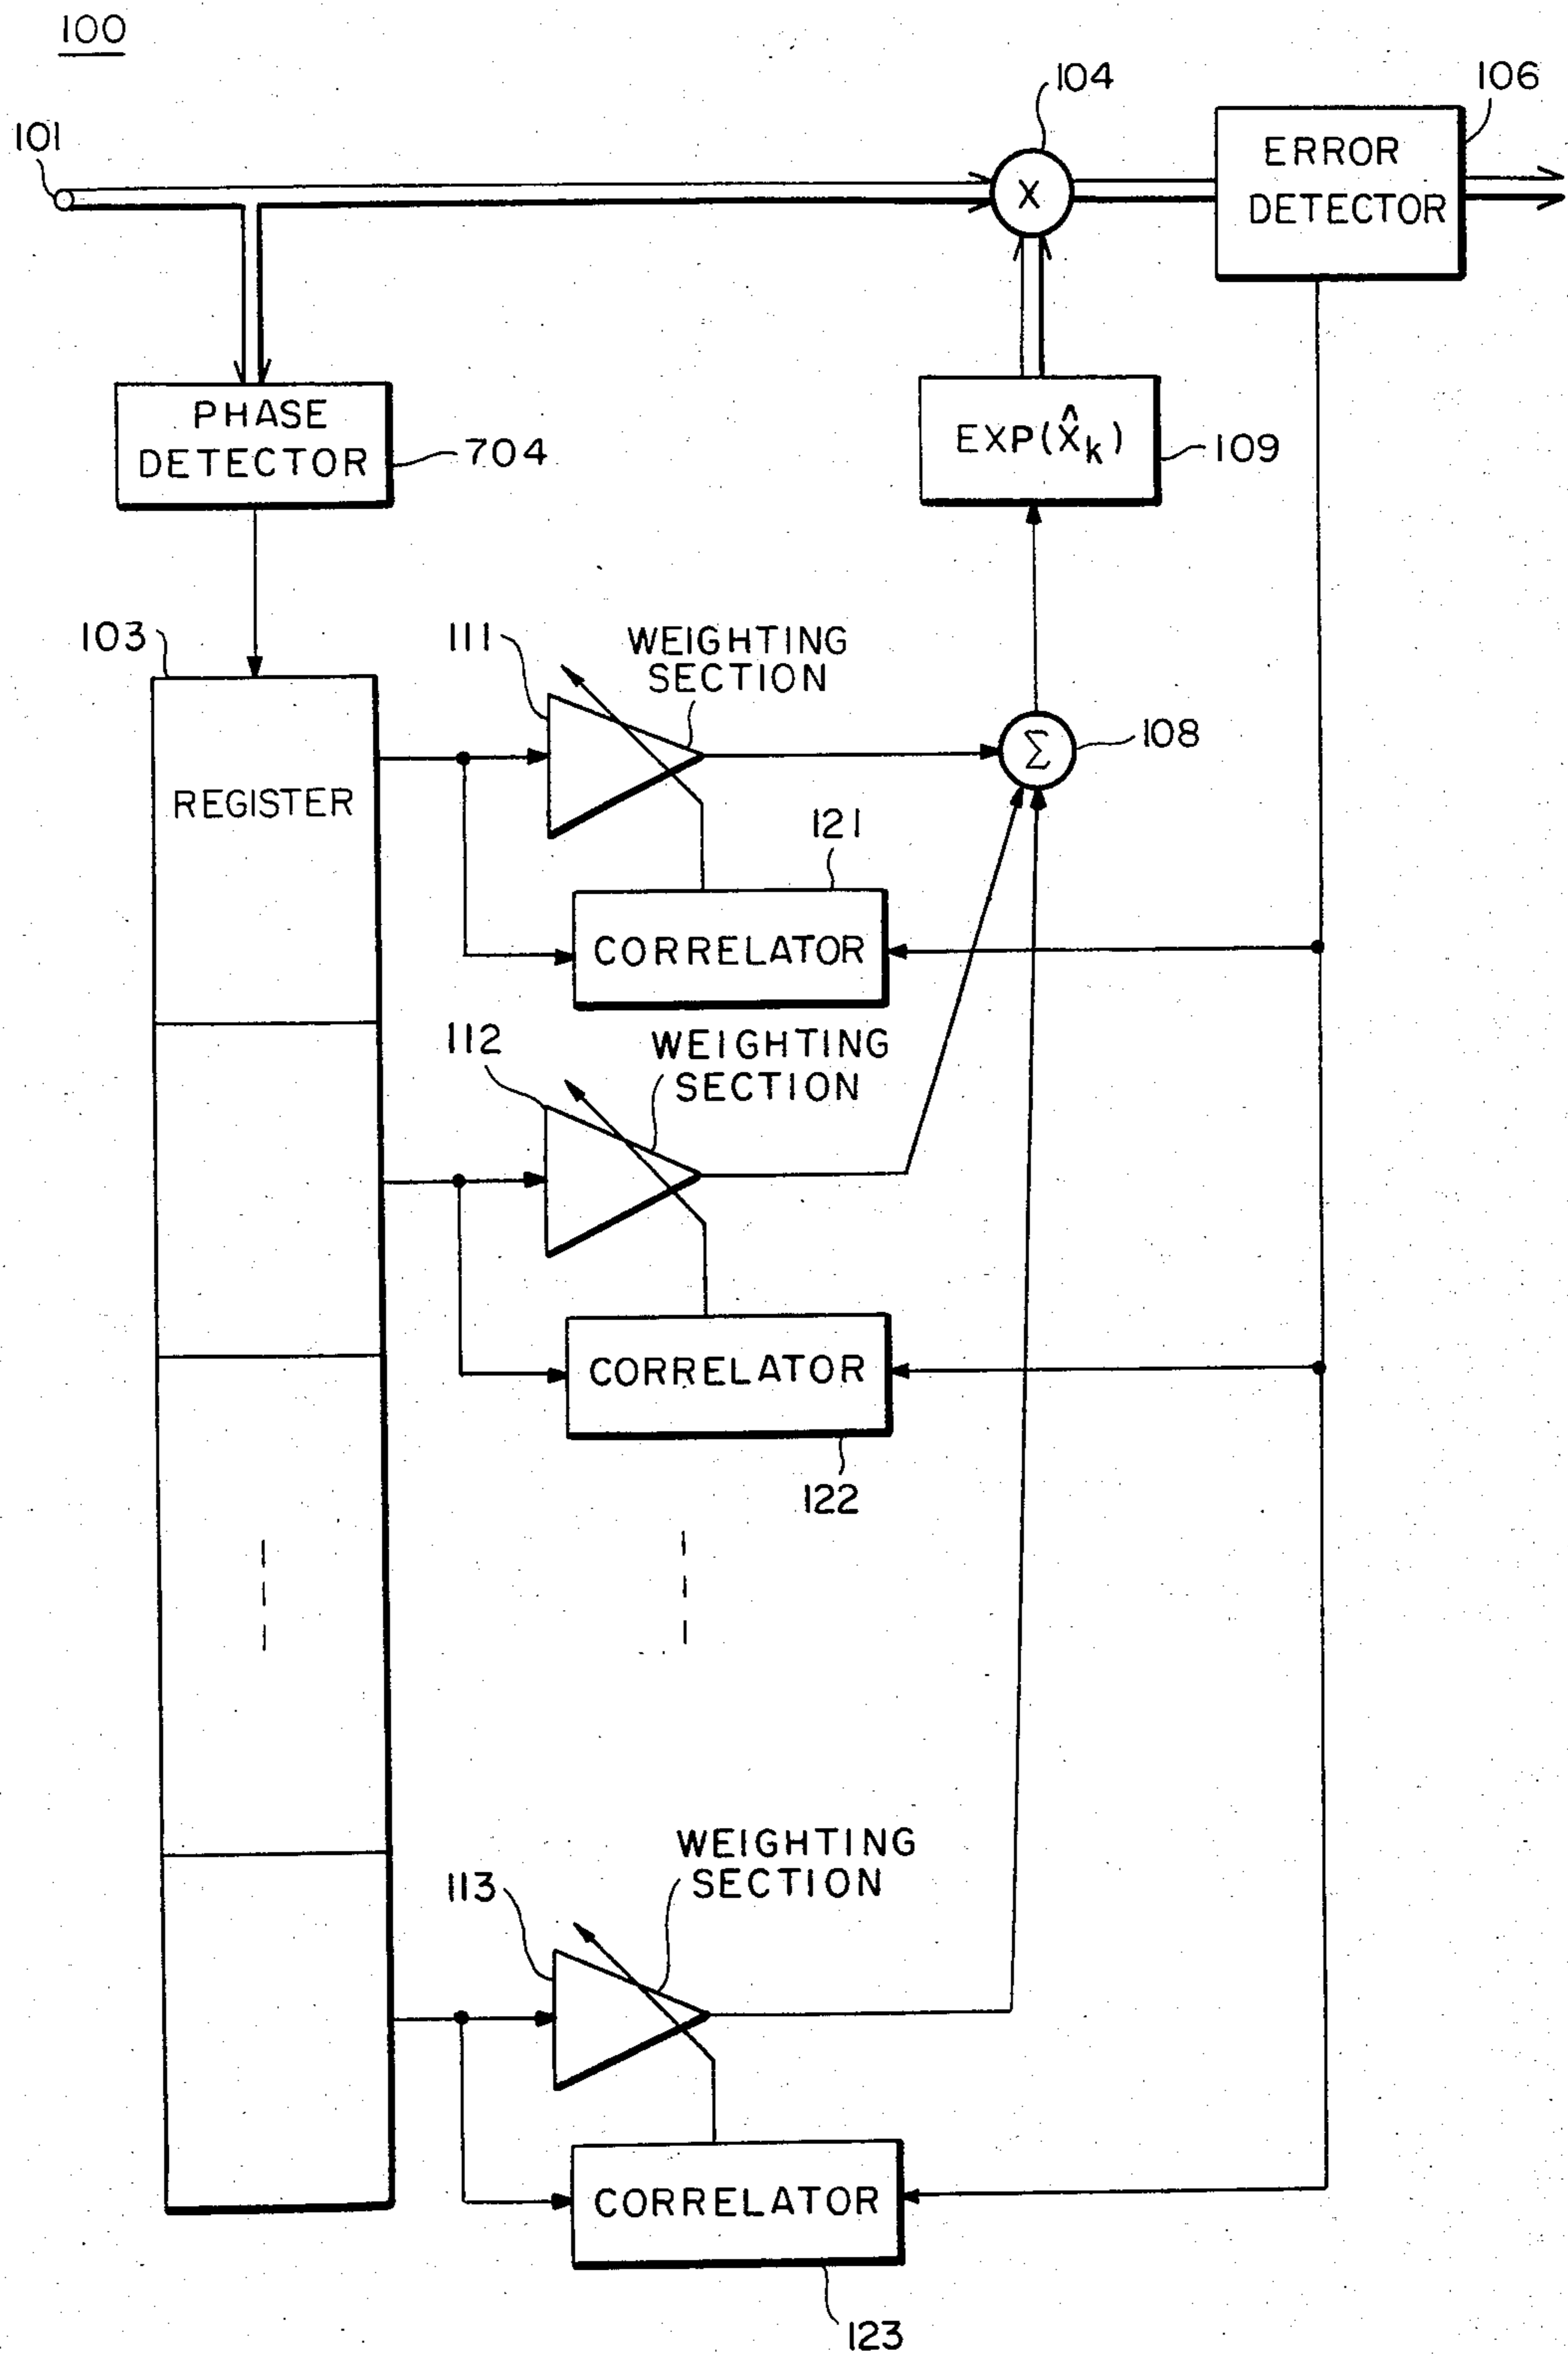 100
101
104
106
ERROR
DETECTOR
X
PHASE
DETECTOR
704
EXP(X̂ₖ)
109
103
111
WEIGHTING
SECTION
Σ
108
REGISTER
121
CORRELATOR
112
WEIGHTING
SECTION
CORRELATOR
122
WEIGHTING
SECTION
113
CORRELATOR
123